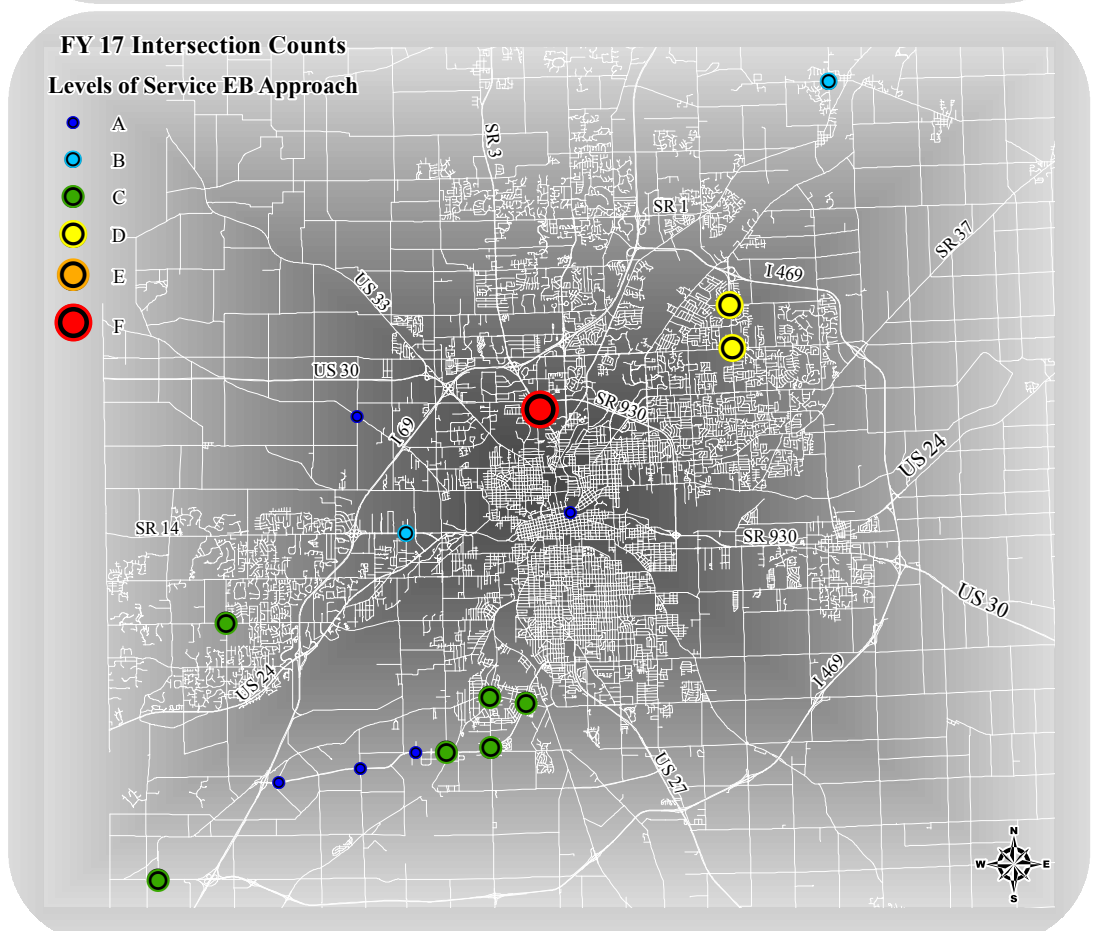 FY 17 Intersection Counts
Levels of Service EB Approach
A
B
C
D
E
F
SR 3
SR 1
SR 37
I 469
US 33
US 30
SR 930
I 69
US 24
SR 14
SR 930
US 30
US 24
I 469
US 27
N
W E
S